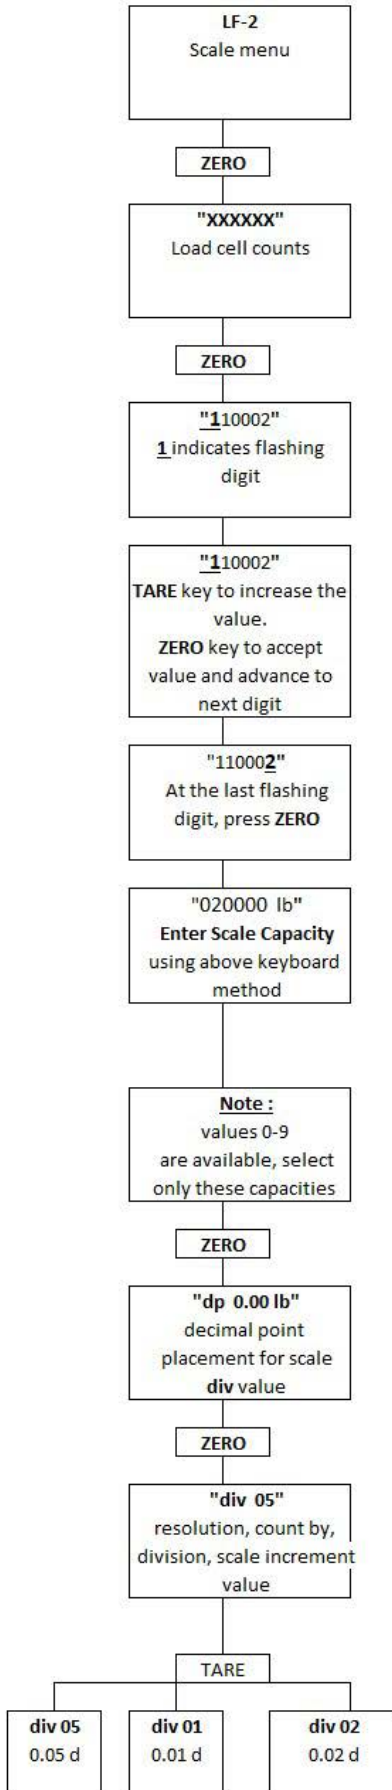 LF-2
Scale menu
ZERO
"XXXXXX"
Load cell counts
ZERO
"110002"
1 indicates flashing
digit
"110002"
TARE key to increase the
value.
ZERO key to accept
value and advance to
next digit
"110002"
At the last flashing
digit, press ZERO
"020000 lb"
Enter Scale Capacity
using above keyboard
method
Note :
values 0-9
are available, select
only these capacities
ZERO
"dp 0.00 lb"
decimal point
placement for scale
div value
ZERO
"div 05"
resolution, count by,
division, scale increment
value
TARE
div 05 div 01 div 02
0.05 d 0.01 d 0.02 d